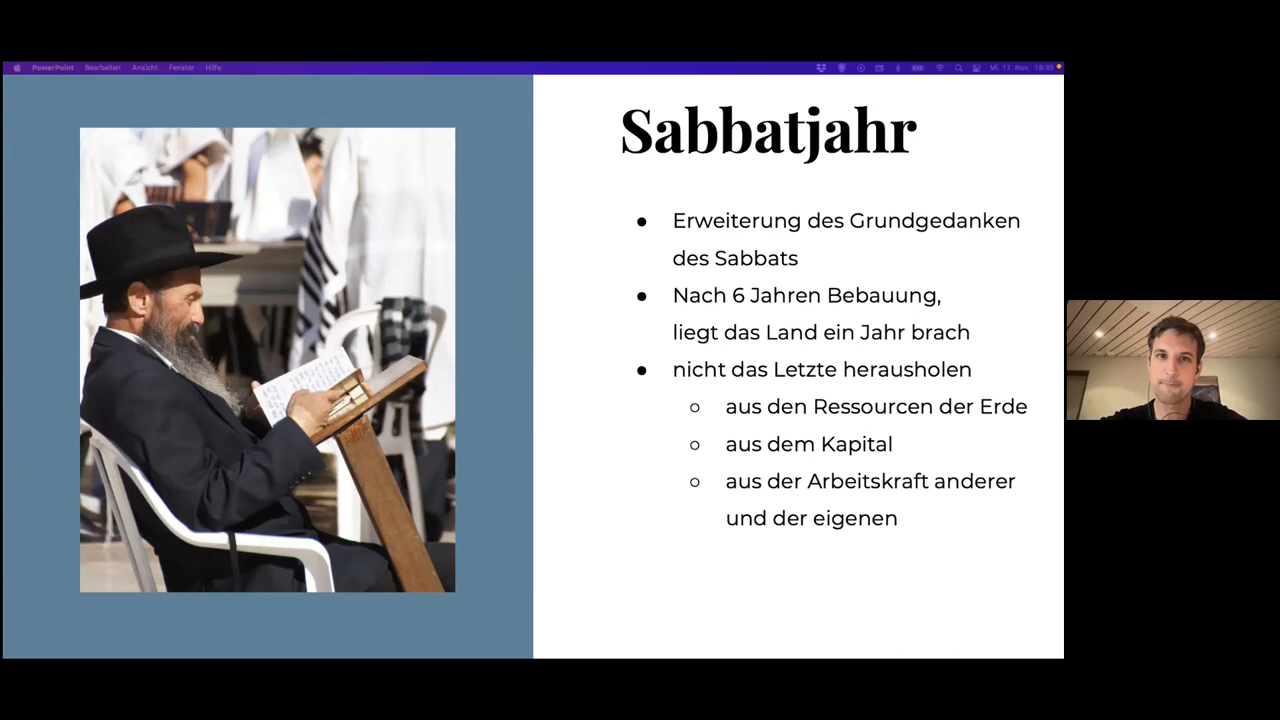 PowerPoint Bearbeiten Ansicht Fenster Hilfe
Mi. 17. Nov. 18:35
Sabbatjahr
● Erweiterung des Grundgedanken
des Sabbats
● Nach 6 Jahren Bebauung,
liegt das Land ein Jahr brach
● nicht das Letzte herausholen
○ aus den Ressourcen der Erde
○ aus dem Kapital
○ aus der Arbeitskraft anderer
und der eigenen